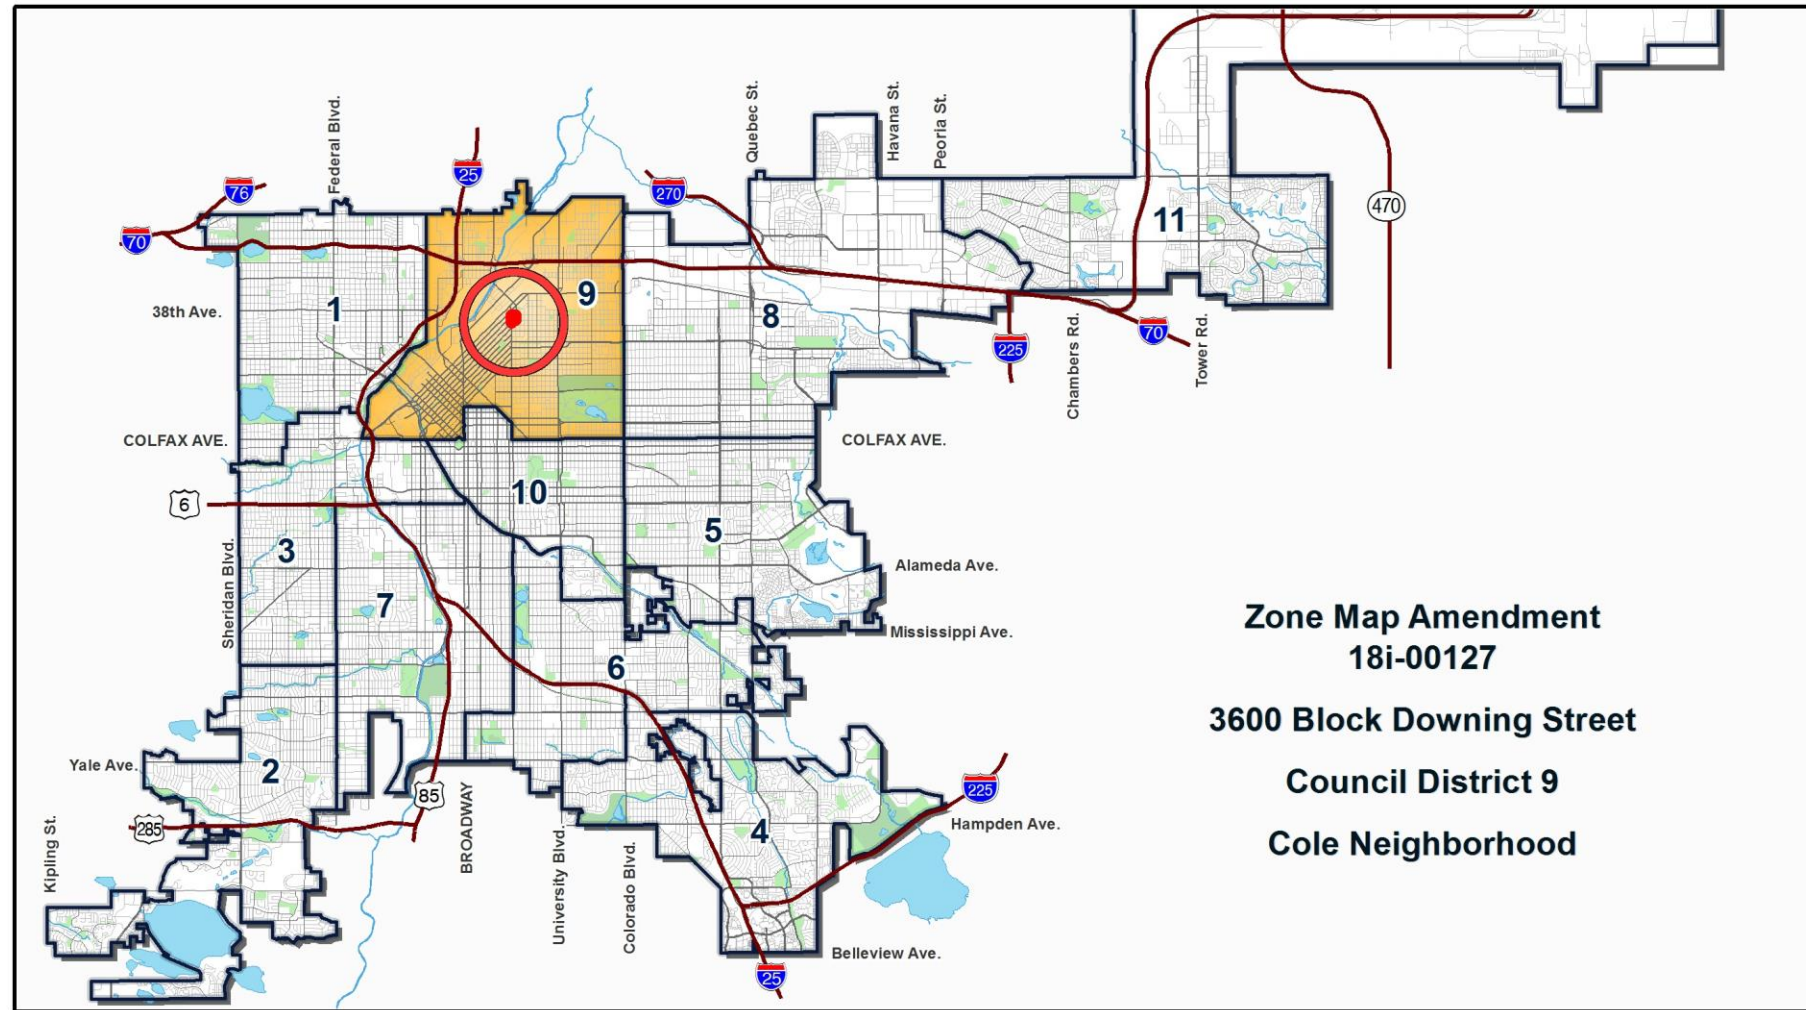 Federal Blvd.
Quebec St.
Havana St.
Peoria St.
76
25
270
70
470
11
1
9
8
38th Ave.
70
225
Chambers Rd.
Tower Rd.
COLFAX AVE.
COLFAX AVE.
6
10
5
3
Sheridan Blvd.
7
Alameda Ave.
Mississippi Ave.
6
Zone Map Amendment
18i-00127
3600 Block Downing Street
Council District 9
Cole Neighborhood
Yale Ave.
2
85
285
BROADWAY
225
4
Hampden Ave.
Kipling St.
University Blvd.
Colorado Blvd.
Belleview Ave.
25